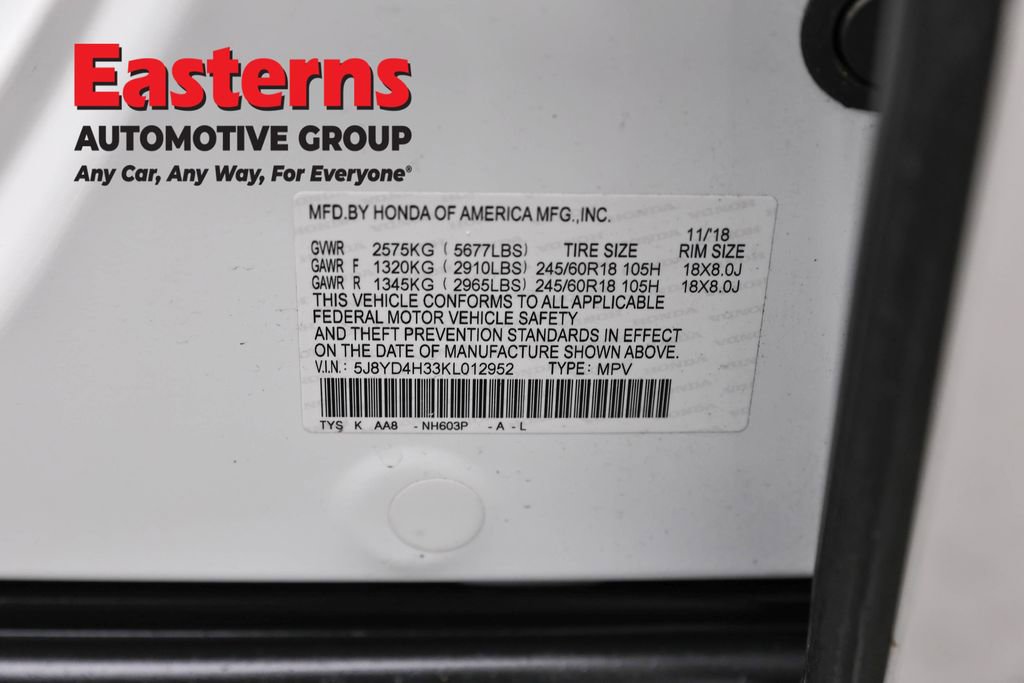 Easterns
AUTOMOTIVE GROUP
Any Car, Any Way, For Everyone®
MFD.BY HONDA OF AMERICA MFG.,INC.
11/'18
GVWR 2575KG ( 5677LBS) TIRE SIZE RIM SIZE
GAWR F 1320KG ( 2910LBS) 245/60R18 105H 18X8.0J
GAWR R 1345KG ( 2965LBS) 245/60R18 105H 18X8.0J
THIS VEHICLE CONFORMS TO ALL APPLICABLE
FEDERAL MOTOR VEHICLE SAFETY
AND THEFT PREVENTION STANDARDS IN EFFECT
ON THE DATE OF MANUFACTURE SHOWN ABOVE.
V.I.N.: 5J8YD4H33KL012952 TYPE: MPV
TYS K AA8 - NH603P - A - L